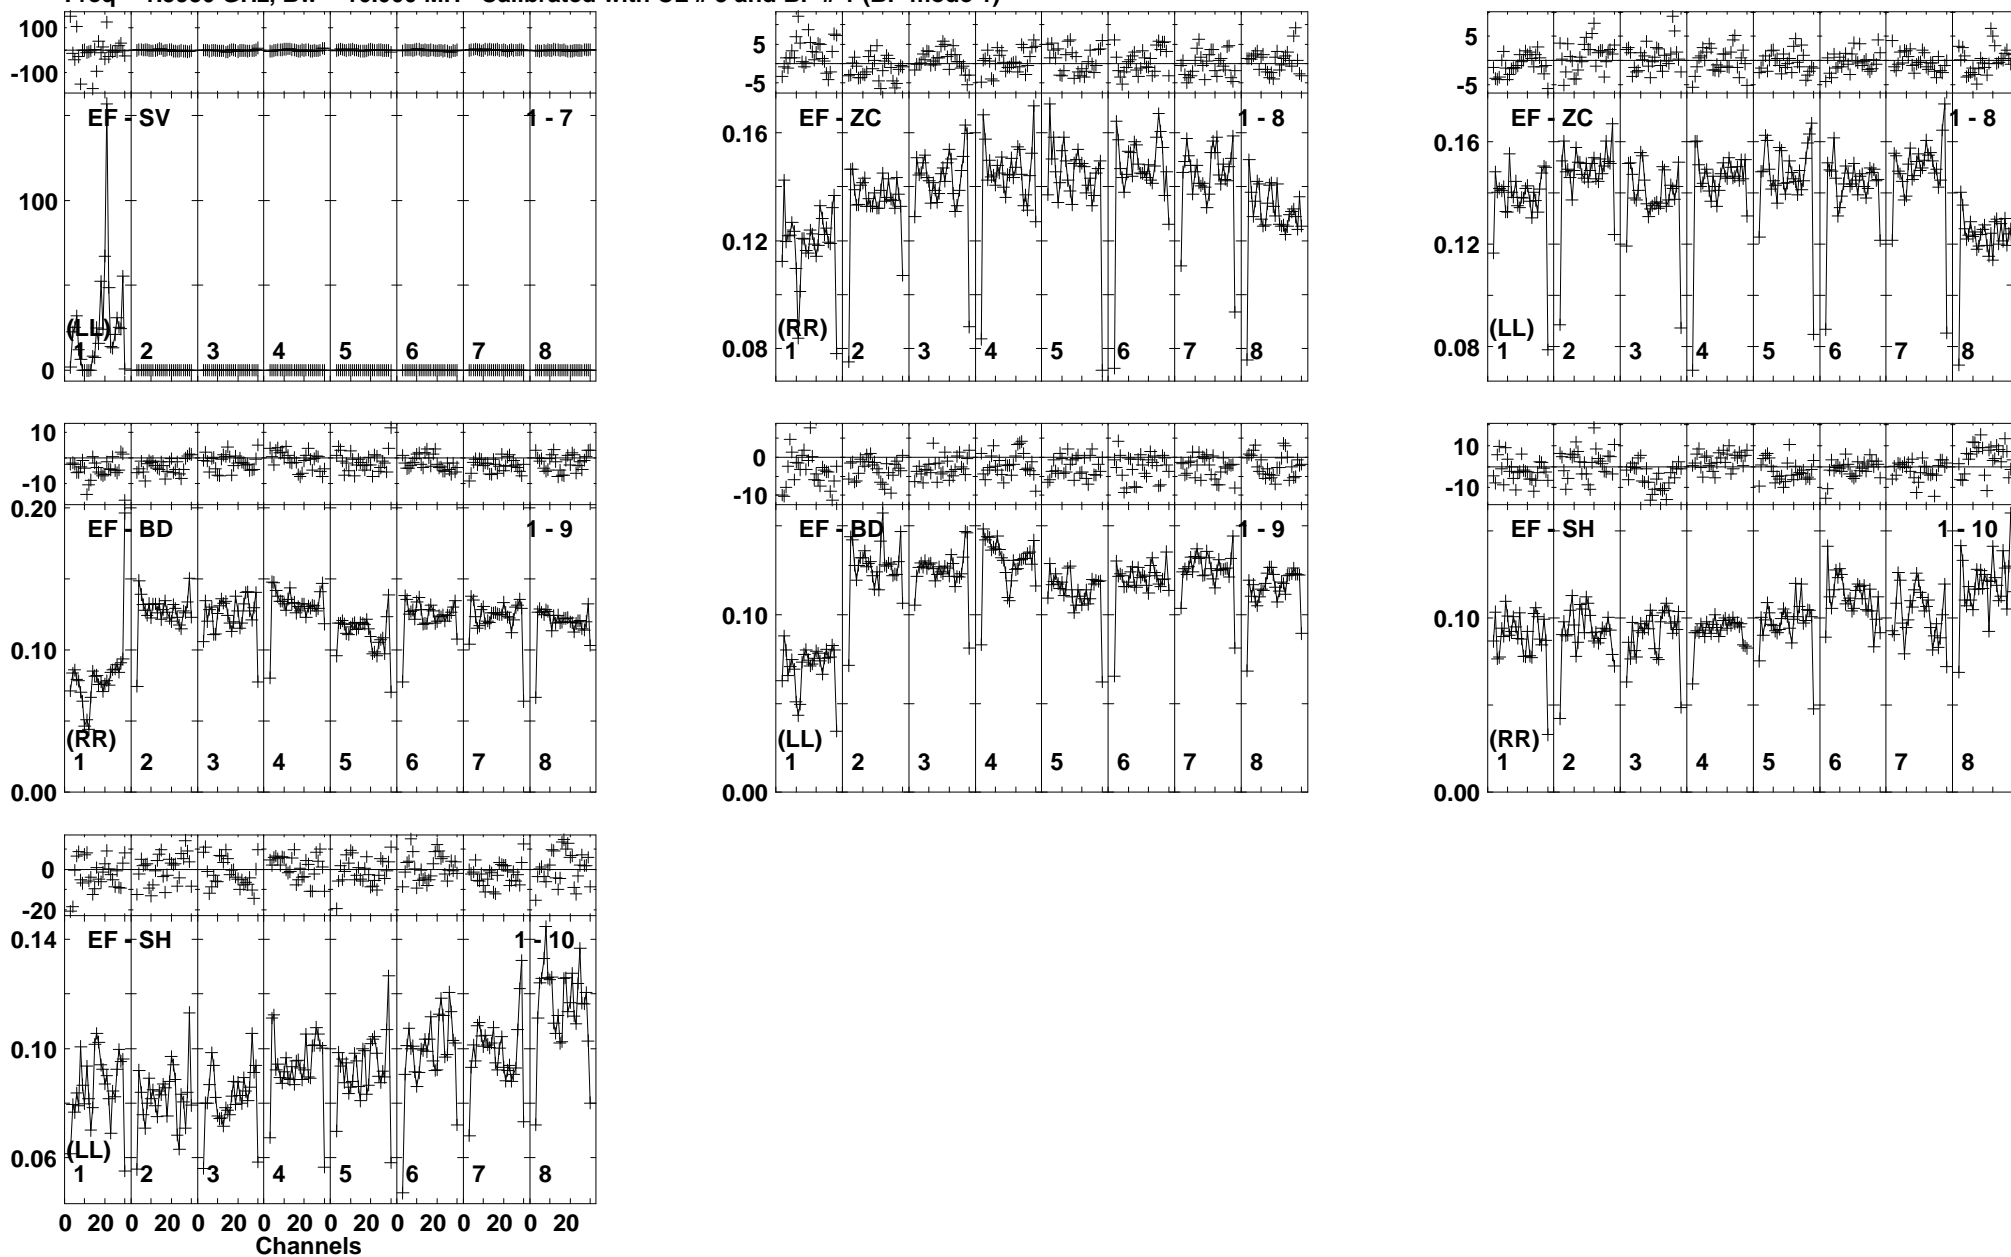 100
-100
EF - SV 1 - 7
100
0
(LL)
1 2 3 4 5 6 7 8
5
-5
EF - ZC 1 - 8
0.16
0.12
0.08
(RR)
1 2 3 4 5 6 7 8
5
-5
EF - ZC 1 - 8
0.16
0.12
0.08
(LL)
1 2 3 4 5 6 7 8
10
-10
0.20
EF - BD 1 - 9
0.10
(RR)
1 2 3 4 5 6 7 8
0.00
0
-10
EF - BD 1 - 9
0.10
(LL)
1 2 3 4 5 6 7 8
0.00
10
-10
EF - SH 1 - 10
0.10
(RR)
1 2 3 4 5 6 7 8
0.00
0
-20
0.14
EF - SH 1 - 10
0.10
0.06
(LL)
1 2 3 4 5 6 7 8
0 20 0 20 0 20 0 20 0 20 0 20 0 20 0 20
Channels